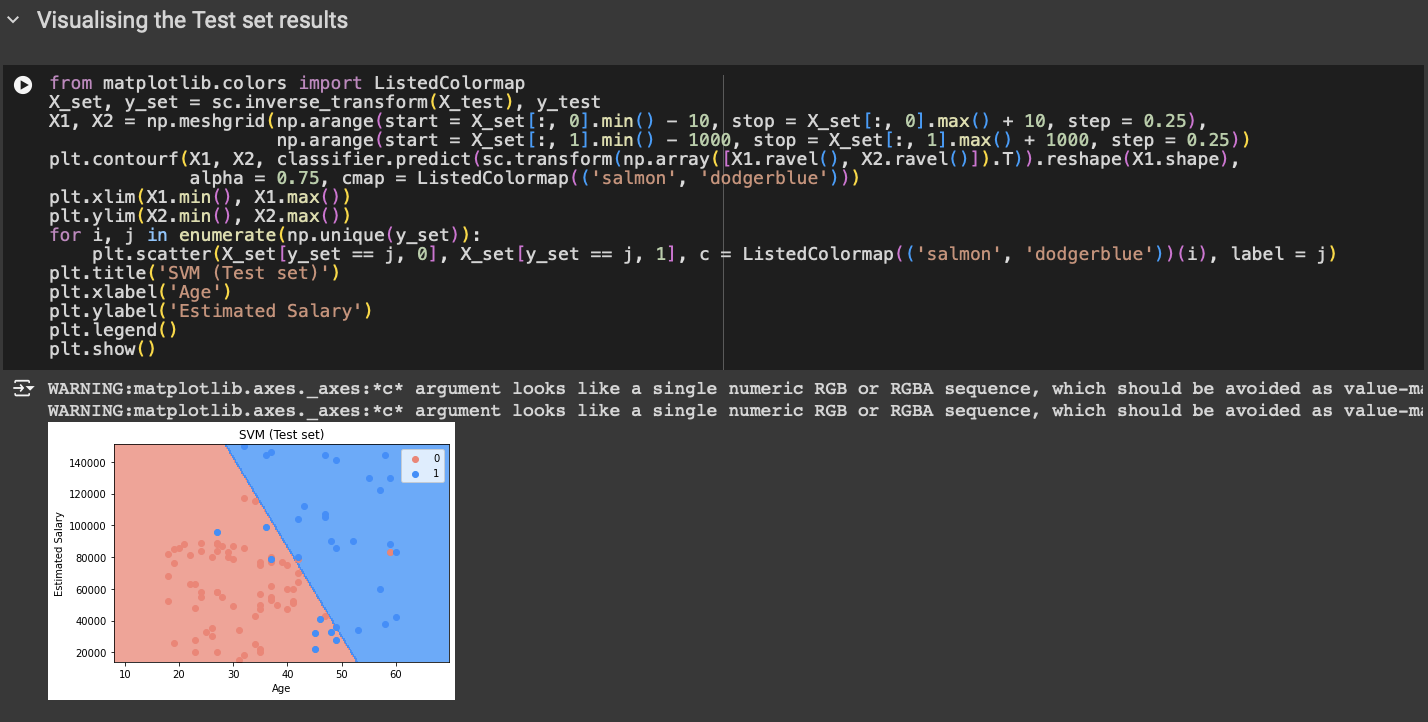 Visualising the Test set results
from matplotlib.colors import ListedColormap
X_set, y_set = sc.inverse_transform(X_test), y_test
X1, X2 = np.meshgrid(np.arange(start = X_set[:, 0].min() - 10, stop = X_set[:, 0].max() + 10, step = 0.25),
                     np.arange(start = X_set[:, 1].min() - 1000, stop = X_set[:, 1].max() + 1000, step = 0.25))
plt.contourf(X1, X2, classifier.predict(sc.transform(np.array([X1.ravel(), X2.ravel()]).T)).reshape(X1.shape),
             alpha = 0.75, cmap = ListedColormap(('salmon', 'dodgerblue')))
plt.xlim(X1.min(), X1.max())
plt.ylim(X2.min(), X2.max())
for i, j in enumerate(np.unique(y_set)):
    plt.scatter(X_set[y_set == j, 0], X_set[y_set == j, 1], c = ListedColormap(('salmon', 'dodgerblue'))(i), label = j)
plt.title('SVM (Test set)')
plt.xlabel('Age')
plt.ylabel('Estimated Salary')
plt.legend()
plt.show()
WARNING:matplotlib.axes._axes:*c* argument looks like a single numeric RGB or RGBA sequence, which should be avoided as value-ma
WARNING:matplotlib.axes._axes:*c* argument looks like a single numeric RGB or RGBA sequence, which should be avoided as value-ma
SVM (Test set)
0
1
140000
120000
100000
80000
60000
40000
20000
Estimated Salary
10 20 30 40 50 60
Age